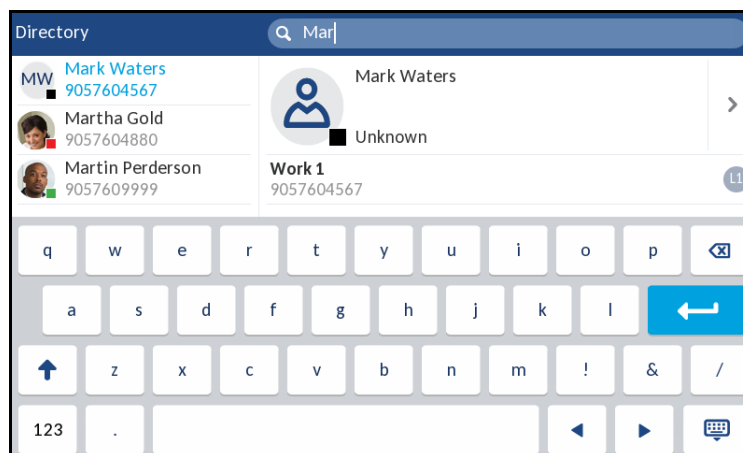 Directory
Mar
MW
Mark Waters
9057604567
Martha Gold
9057604880
Martin Perderson
9057609999
Mark Waters
Unknown
Work 1
9057604567
L1
q w e r t y u i o p
a s d f g h j k l
z x c v b n m ! & /
123 .